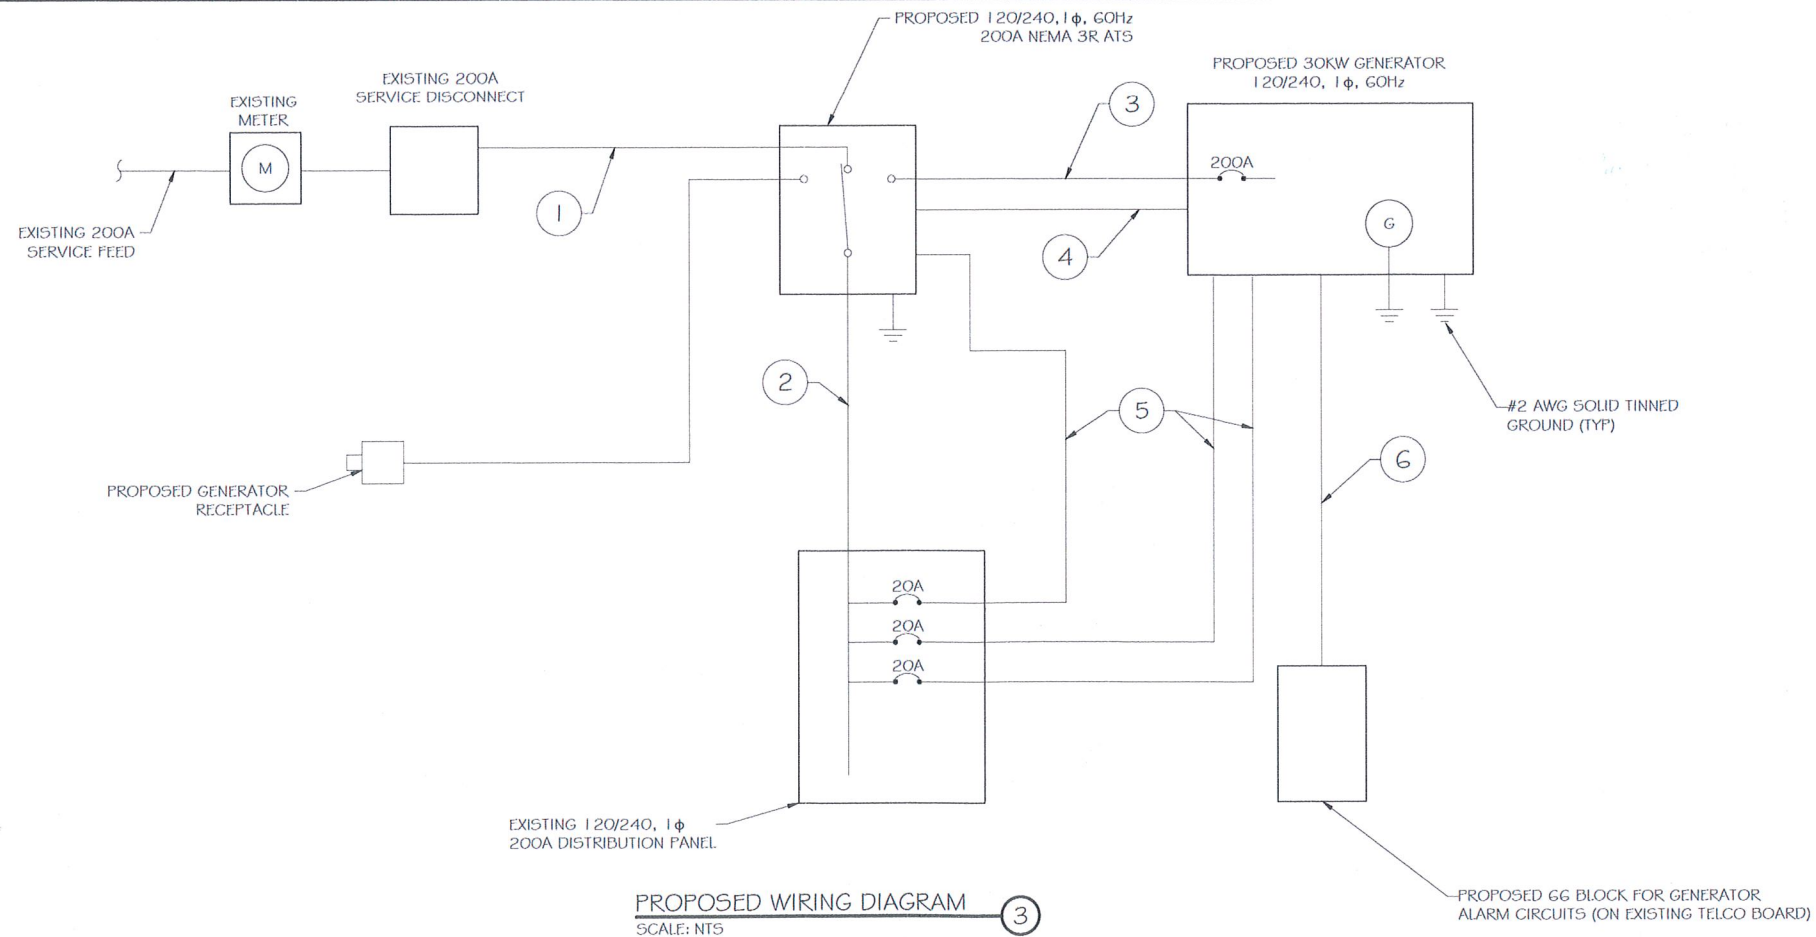 PROPOSED 120/240, 1ϕ, 60Hz
200A NEMA 3R ATS
PROPOSED 30KW GENERATOR
120/240, 1ϕ, 60Hz
EXISTING 200A
SERVICE DISCONNECT
EXISTING
METER
M
3
200A
1
G
EXISTING 200A
SERVICE FEED
4
2
5
#2 AWG SOLID TINNED
GROUND (TYP)
6
PROPOSED GENERATOR
RECEPTACLE
20A
20A
20A
EXISTING 120/240, 1ϕ
200A DISTRIBUTION PANEL
PROPOSED WIRING DIAGRAM
3
SCALE: NTS
PROPOSED 66 BLOCK FOR GENERATOR
ALARM CIRCUITS (ON EXISTING TELCO BOARD)